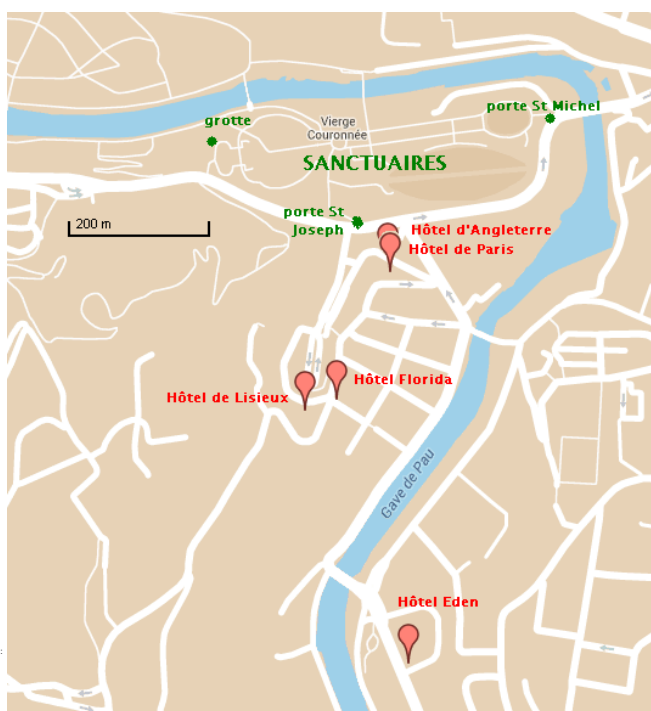 porte St Michel
grotte
Vierge
Couronnée
SANCTUAIRES
200 m
porte St
Joseph
Hôtel d'Angleterre
Hôtel de Paris
Hôtel Florida
Hôtel de Lisieux
Gave de Pau
Hôtel Eden